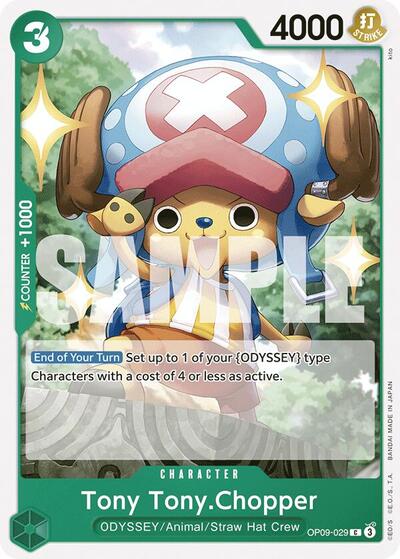 3
4000
打
STRIKE
kito
COUNTER +1000
SAMPLE
End of Your Turn Set up to 1 of your {ODYSSEY} type
Characters with a cost of 4 or less as active.
©E/S ©E.O./S., T.A. BANDAI MADE IN JAPAN
CHARACTER
Tony Tony.Chopper
ODYSSEY/Animal/Straw Hat Crew
OP09-029 C 3